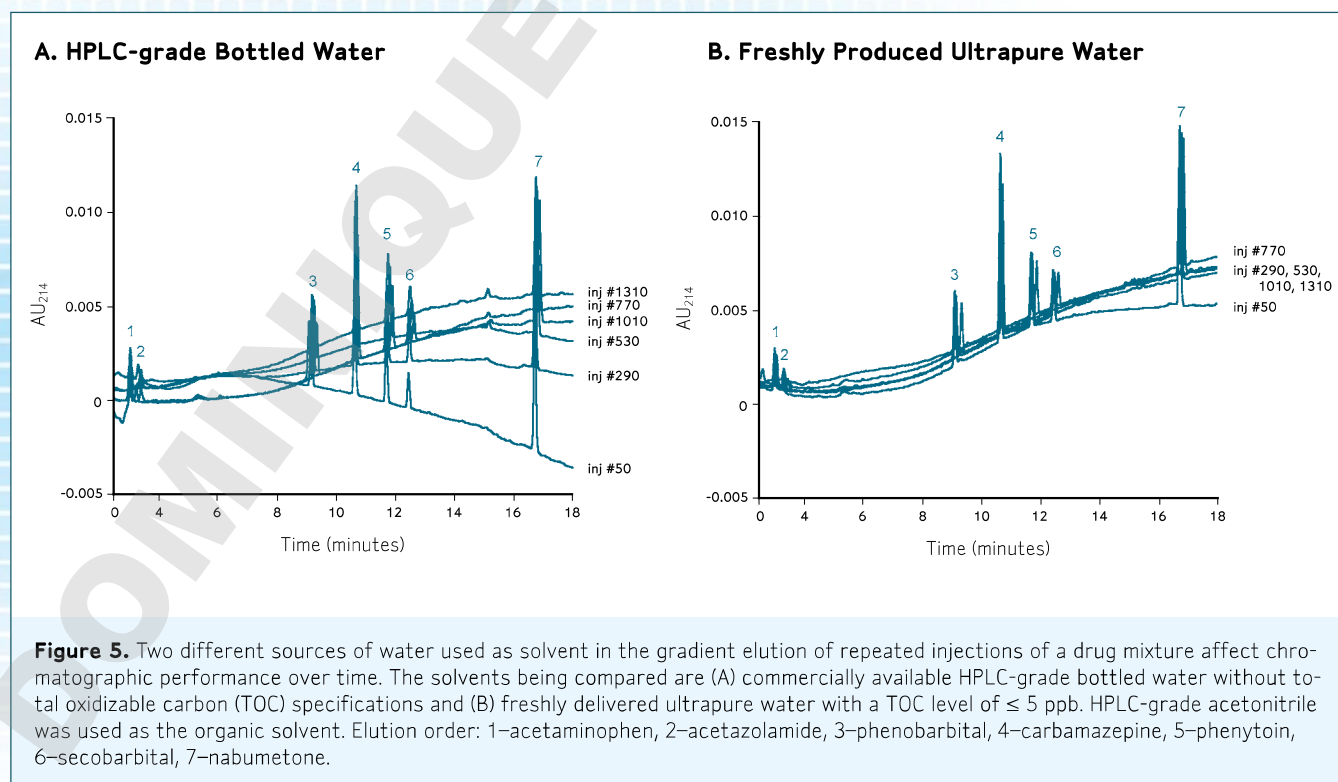 A. HPLC-grade Bottled Water
0.015
0.010
0.005
0
-0.005
AU214
1
2
3
4
5
6
7
inj #1310
inj #770
inj #1010
inj #530
inj #290
inj #50
0 4 6 8 10 12 14 16 18
Time (minutes)
B. Freshly Produced Ultrapure Water
0.015
0.010
0.005
0
-0.005
AU214
1
2
3
4
5
6
7
inj #770
inj #290, 530,
1010, 1310
inj #50
0 4 6 8 10 12 14 16 18
Time (minutes)
Figure 5. Two different sources of water used as solvent in the gradient elution of repeated injections of a drug mixture affect chro-
matographic performance over time. The solvents being compared are (A) commercially available HPLC-grade bottled water without to-
tal oxidizable carbon (TOC) specifications and (B) freshly delivered ultrapure water with a TOC level of ≤ 5 ppb. HPLC-grade acetonitrile
was used as the organic solvent. Elution order: 1–acetaminophen, 2–acetazolamide, 3–phenobarbital, 4–carbamazepine, 5–phenytoin,
6–secobarbital, 7–nabumetone.
DOMINIQUE